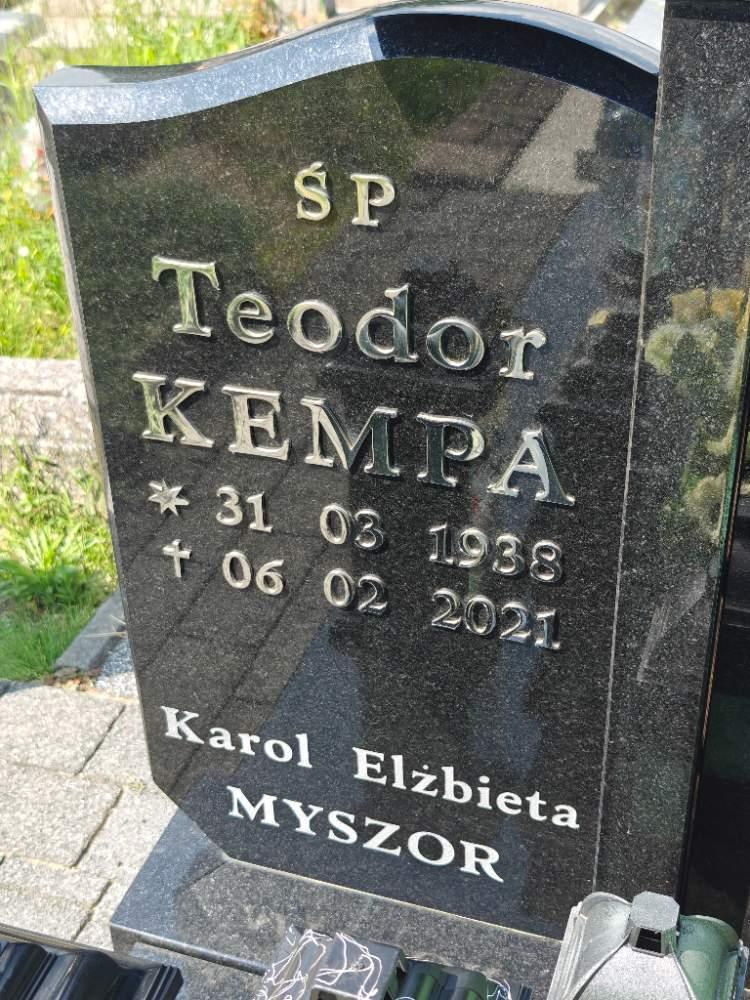 ŚP
Teodor
KEMPA
* 31 03 1938
✝ 06 02 2021
Karol Elżbieta
MYSZOR